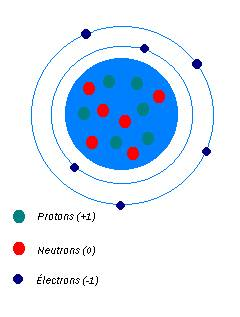 Protons (+1)
Neutrons (0)
Électrons (-1)